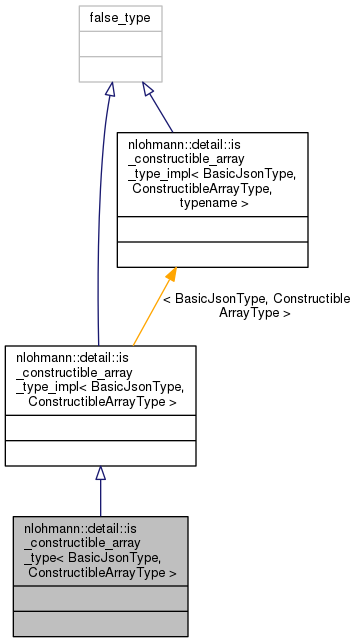 false_type
nlohmann::detail::is
_constructible_array
_type_impl< BasicJsonType,
ConstructibleArrayType,
typename >
< BasicJsonType, Constructible
ArrayType >
nlohmann::detail::is
_constructible_array
_type_impl< BasicJsonType,
ConstructibleArrayType >
nlohmann::detail::is
_constructible_array
_type< BasicJsonType,
ConstructibleArrayType >